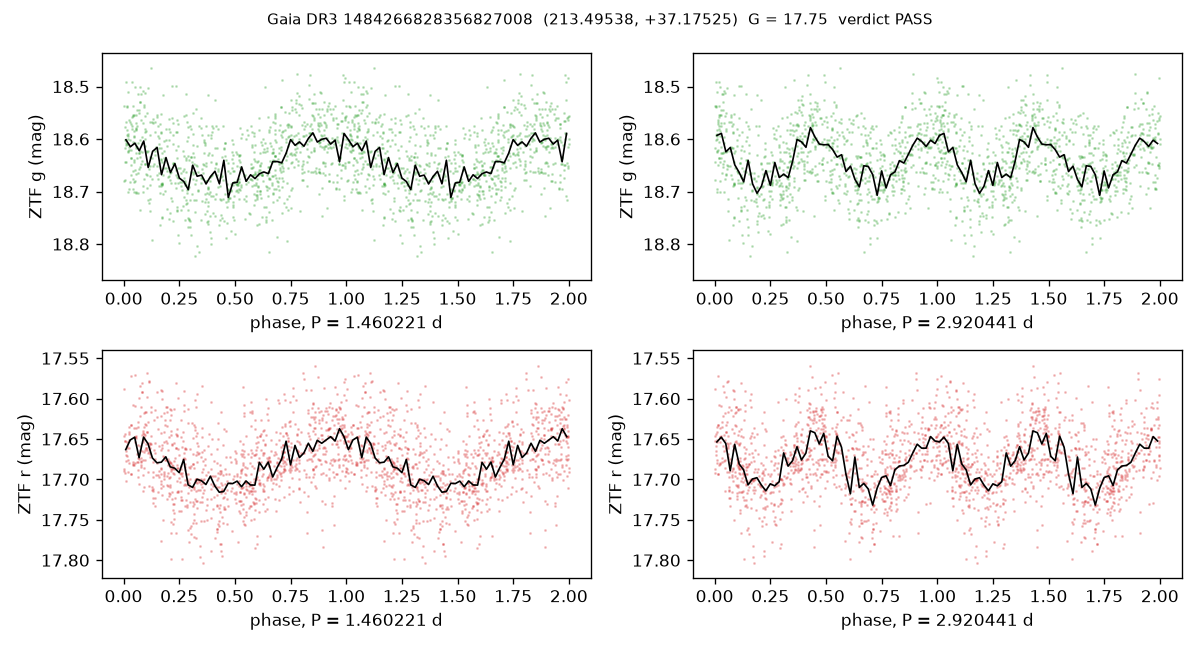 Gaia DR3 1484266828356827008  (213.49538, +37.17525)  G = 17.75  verdict PASS
ZTF g (mag)
18.5
18.6
18.7
18.8
0.00 0.25 0.50 0.75 1.00 1.25 1.50 1.75 2.00
phase, P = 1.460221 d
ZTF g (mag)
18.5
18.6
18.7
18.8
0.00 0.25 0.50 0.75 1.00 1.25 1.50 1.75 2.00
phase, P = 2.920441 d
ZTF r (mag)
17.55
17.60
17.65
17.70
17.75
17.80
0.00 0.25 0.50 0.75 1.00 1.25 1.50 1.75 2.00
phase, P = 1.460221 d
ZTF r (mag)
17.55
17.60
17.65
17.70
17.75
17.80
0.00 0.25 0.50 0.75 1.00 1.25 1.50 1.75 2.00
phase, P = 2.920441 d